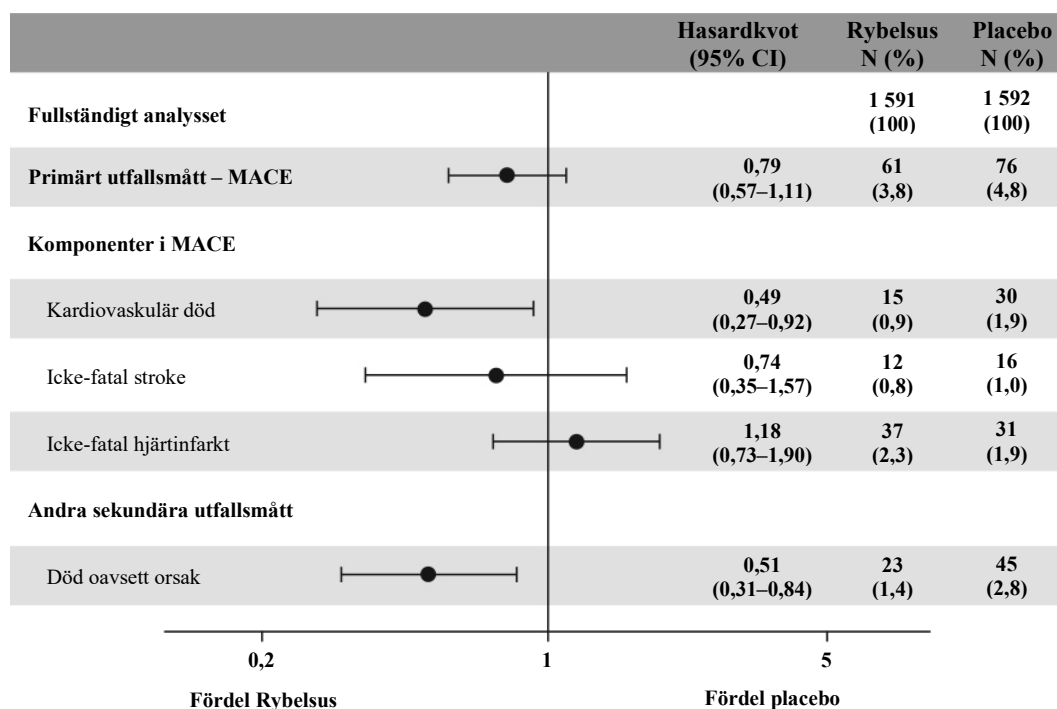 Hasardkvot Rybelsus Placebo
(95% CI) N (%) N (%)
Fullständigt analysset 1 591 1 592
(100) (100)
Primärt utfallsmått – MACE 0,79 61 76
(0,57–1,11) (3,8) (4,8)
Komponenter i MACE
Kardiovaskulär död 0,49 15 30
(0,27–0,92) (0,9) (1,9)
Icke-fatal stroke 0,74 12 16
(0,35–1,57) (0,8) (1,0)
Icke-fatal hjärtinfarkt 1,18 37 31
(0,73–1,90) (2,3) (1,9)
Andra sekundära utfallsmått
Död oavsett orsak 0,51 23 45
(0,31–0,84) (1,4) (2,8)
0,2 1 5
Fördel Rybelsus Fördel placebo